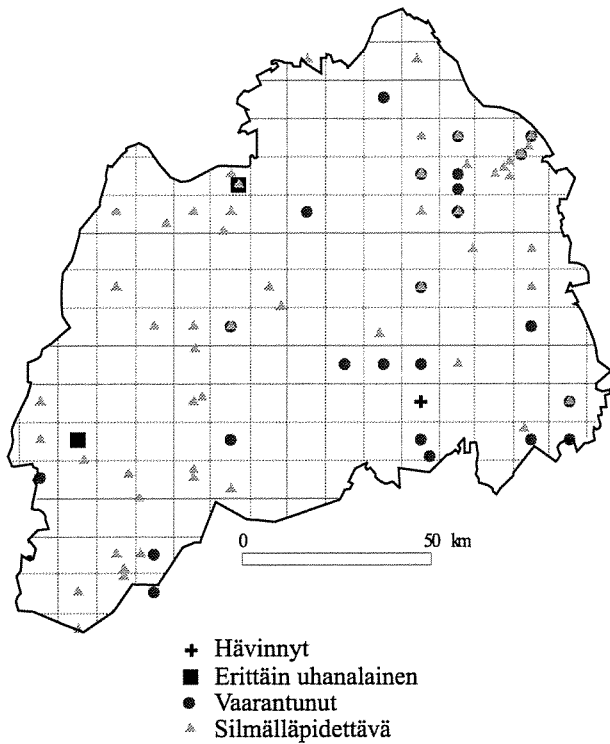 0 50 km
Hävinnyt
Erittäin uhanalainen
Vaarantunut
Silmälläpidettävä